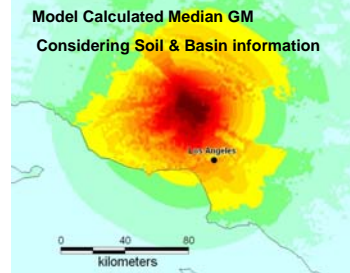 Model Calculated Median GM
Considering Soil & Basin information
Los Angeles
0 40 80
kilometers